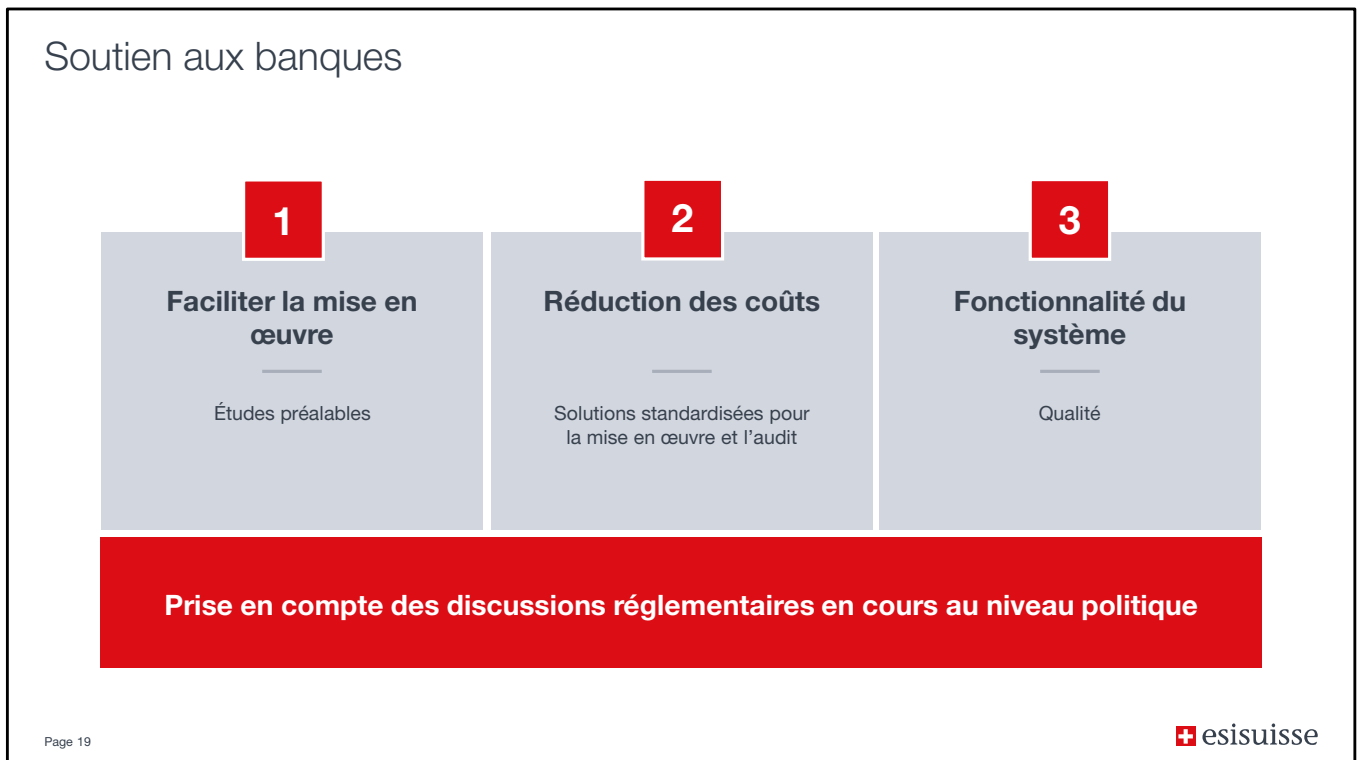 Soutien aux banques
1
Faciliter la mise en
œuvre
Études préalables
2
Réduction des coûts
Solutions standardisées pour
la mise en œuvre et l’audit
3
Fonctionnalité du
système
Qualité
Prise en compte des discussions réglementaires en cours au niveau politique
Page 19
esisuisse